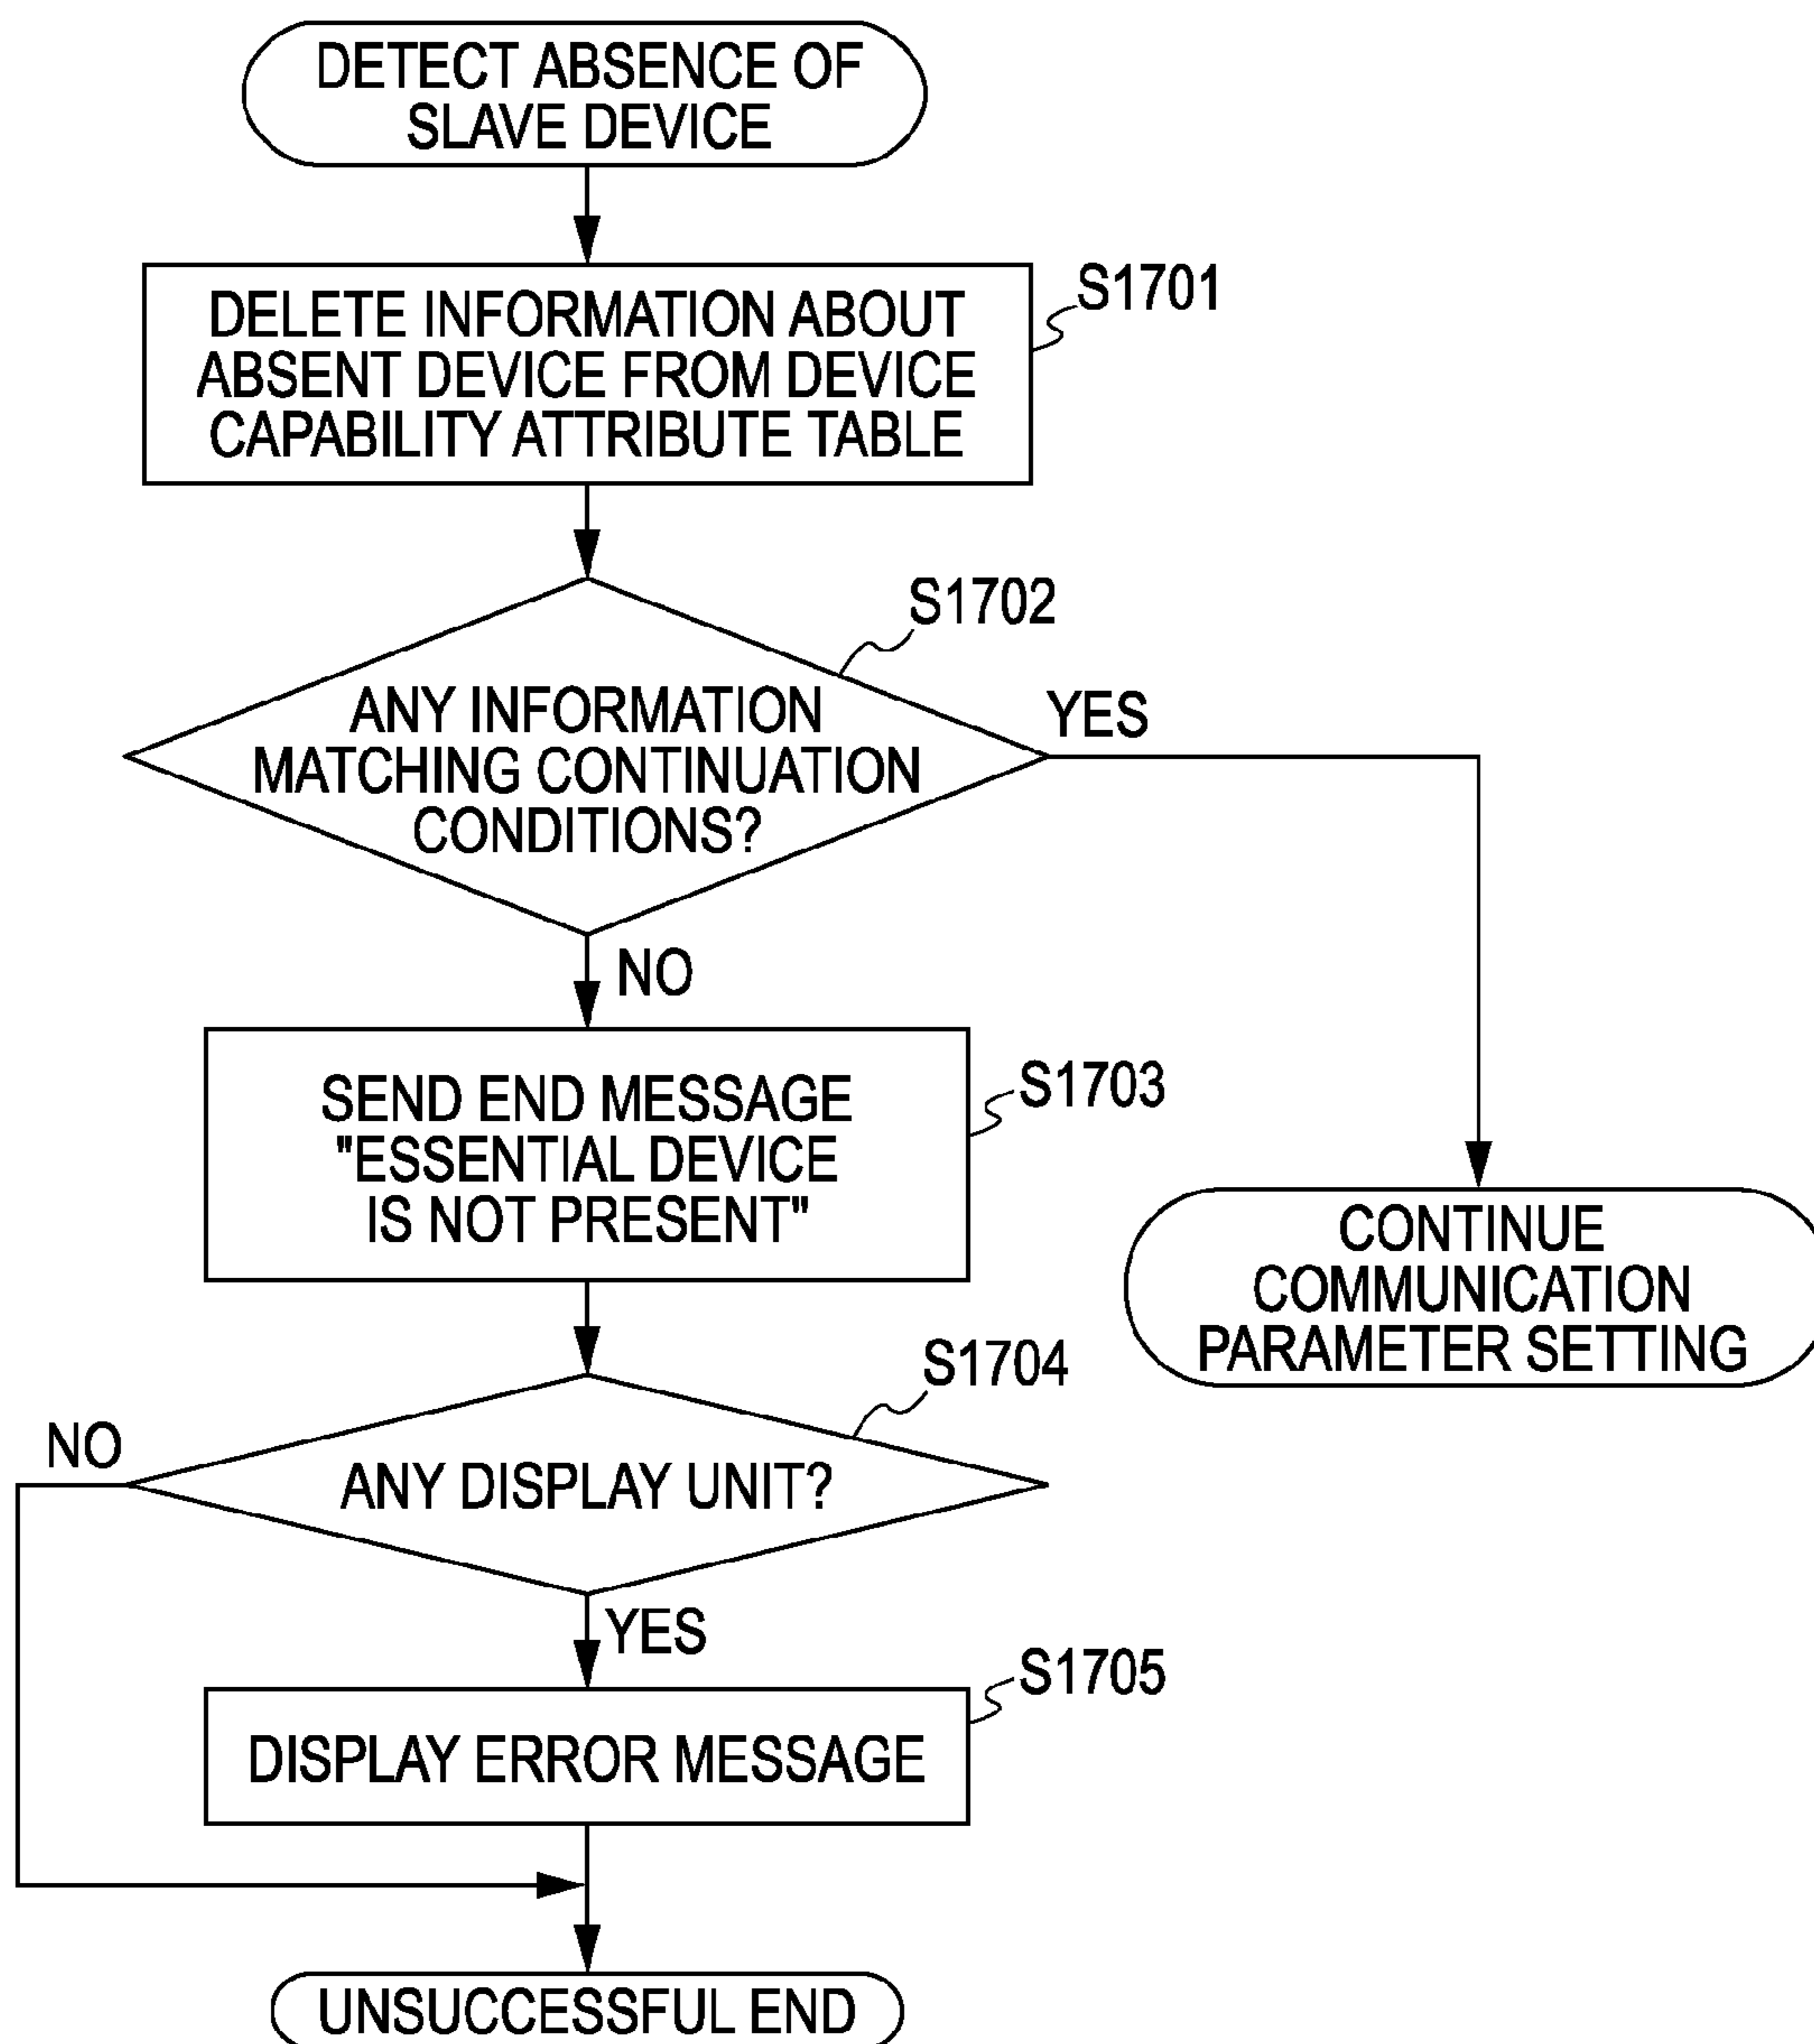 DETECT ABSENCE OF
SLAVE DEVICE
S1701
DELETE INFORMATION ABOUT
ABSENT DEVICE FROM DEVICE
CAPABILITY ATTRIBUTE TABLE
S1702
ANY INFORMATION
MATCHING CONTINUATION
CONDITIONS?
YES
NO
S1703
SEND END MESSAGE
"ESSENTIAL DEVICE
IS NOT PRESENT"
CONTINUE
COMMUNICATION
PARAMETER SETTING
S1704
NO
ANY DISPLAY UNIT?
YES
S1705
DISPLAY ERROR MESSAGE
UNSUCCESSFUL END